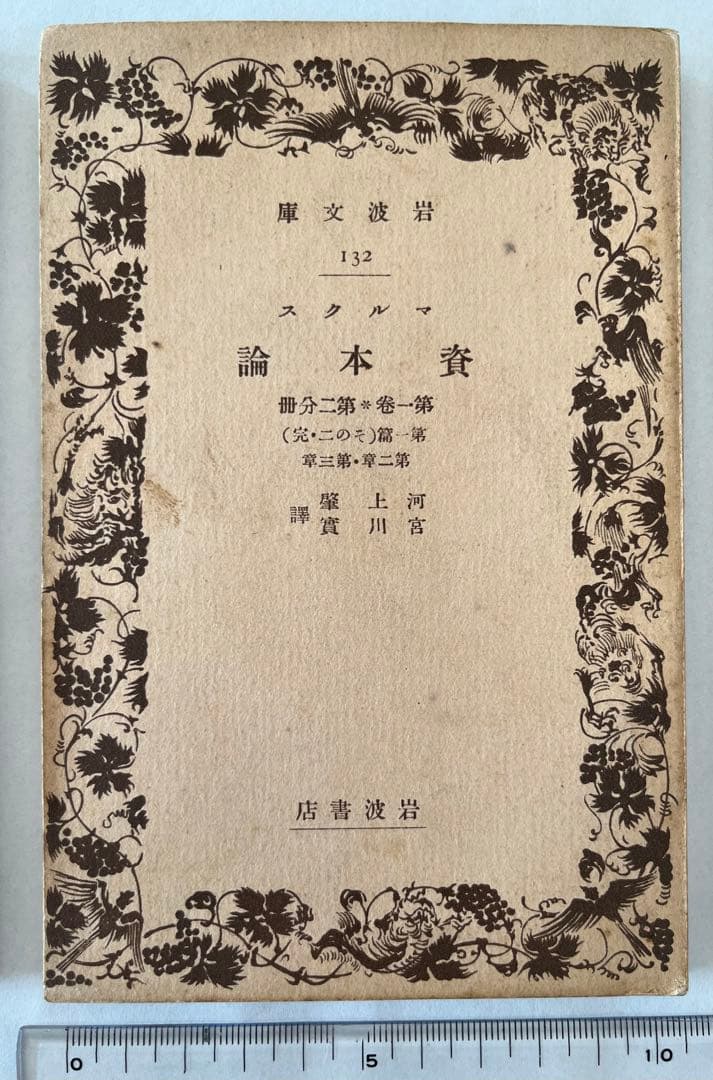 岩波文庫
132
マルクス
資本論
第一卷*第二分冊
第一篇(その二・完)
第二章・第三章
河上肇
宮川實
譯
岩波書店
0 5 10